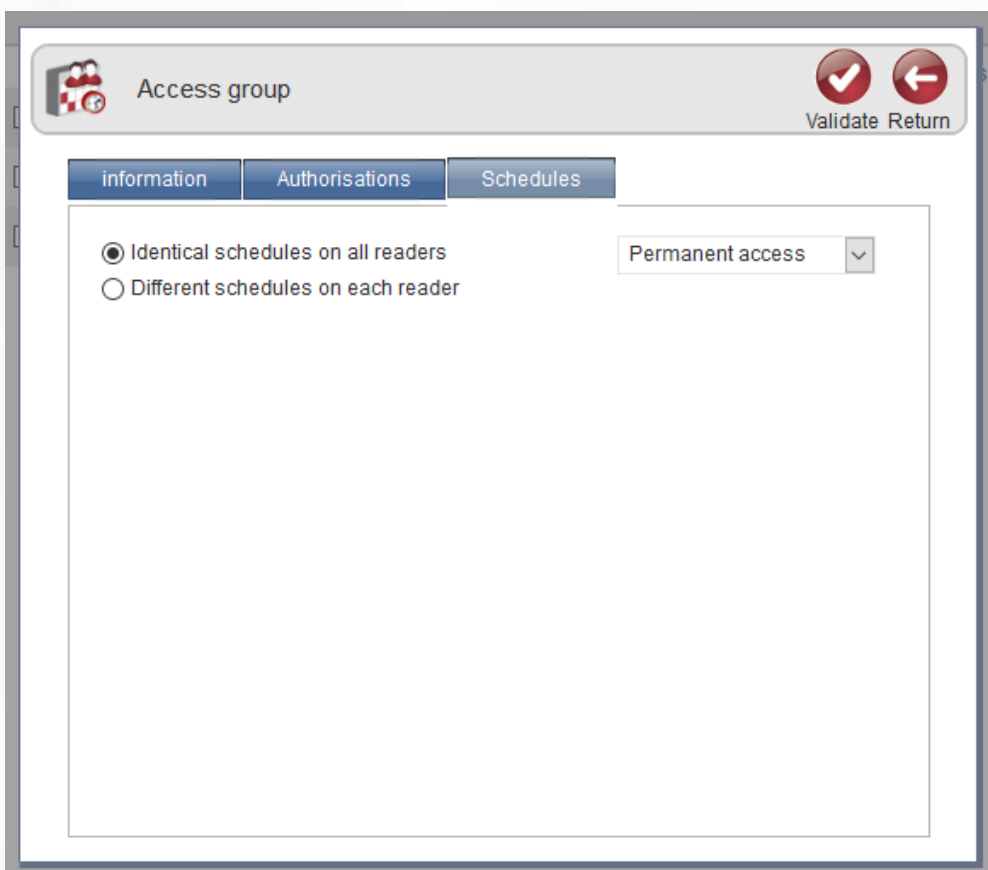 Access group
Validate Return
information Authorisations Schedules
Identical schedules on all readers Permanent access
Different schedules on each reader